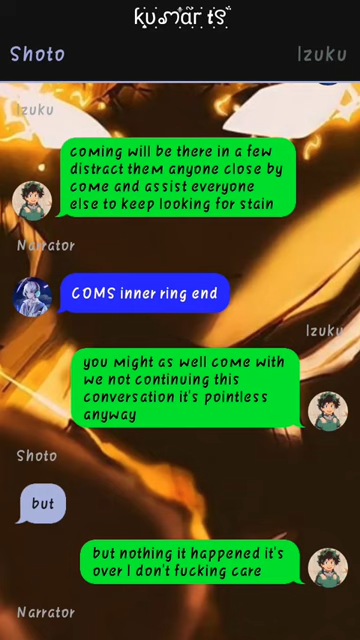 kumar ts
Shoto
Izuku
Izuku
coming will be there in a few
distract them anyone close by
come and assist everyone
else to keep looking for stain
Narrator
COMS inner ring end
Izuku
you might as well come with
we not continuing this
conversation it's pointless
anyway
Shoto
but
but nothing it happened it's
over I don't fucking care
Narrator